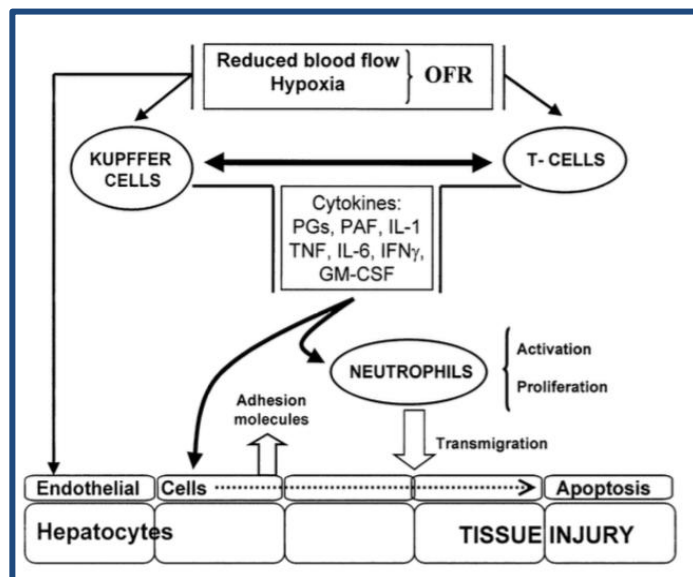 Reduced blood flow
Hypoxia
OFR
KUPFFER
CELLS
T- CELLS
Cytokines:
PGs, PAF, IL-1
TNF, IL-6, IFNγ,
GM-CSF
NEUTROPHILS
Activation
Proliferation
Adhesion
molecules
Transmigration
Endothelial Cells Apoptosis
Hepatocytes TISSUE INJURY